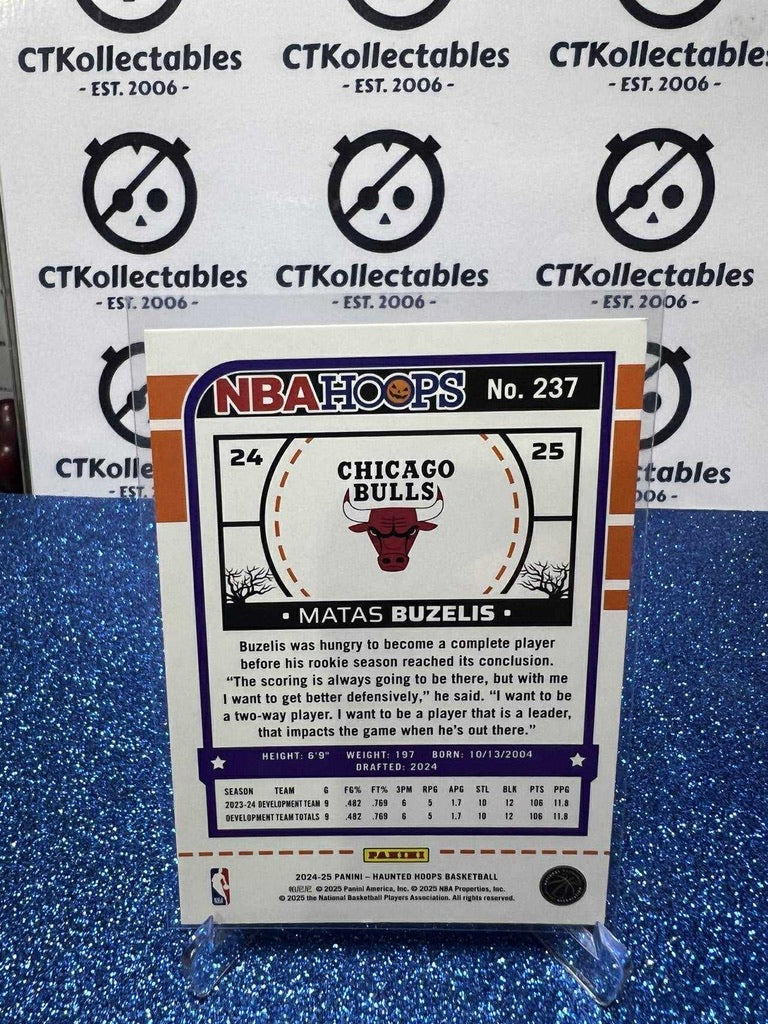 CTKollectables CTKollectables CTKollectables
- EST. 2006 - - EST. 2006 - - EST. 2006 -
CTKollectables CTKollectables CTKollectables
- EST. 2006 - - EST. 2006 - - EST. 2006 -
CTKolle ctables
- EST. 006 -
NBA HOOPS No. 237
24 25
CHICAGO
BULLS
• MATAS BUZELIS •
Buzelis was hungry to become a complete player
before his rookie season reached its conclusion.
“The scoring is always going to be there, but with me
I want to get better defensively,” he said. “I want to be
a two-way player. I want to be a player that is a leader,
that impacts the game when he’s out there.”
HEIGHT: 6'9" WEIGHT: 197 BORN: 10/13/2004
DRAFTED: 2024
SEASON TEAM G FG% FT% 3PM RPG APG STL BLK PTS PPG
2023-24 DEVELOPMENT TEAM 9 .482 .769 6 5 1.7 10 12 106 11.8
DEVELOPMENT TEAM TOTALS 9 .482 .769 6 5 1.7 10 12 106 11.8
PANINI
2024-25 PANINI – HAUNTED HOOPS BASKETBALL
帕尼尼 © 2025 Panini America, Inc. © 2025 NBA Properties, Inc.
© 2025 the National Basketball Players Association. All rights reserved.
NBA